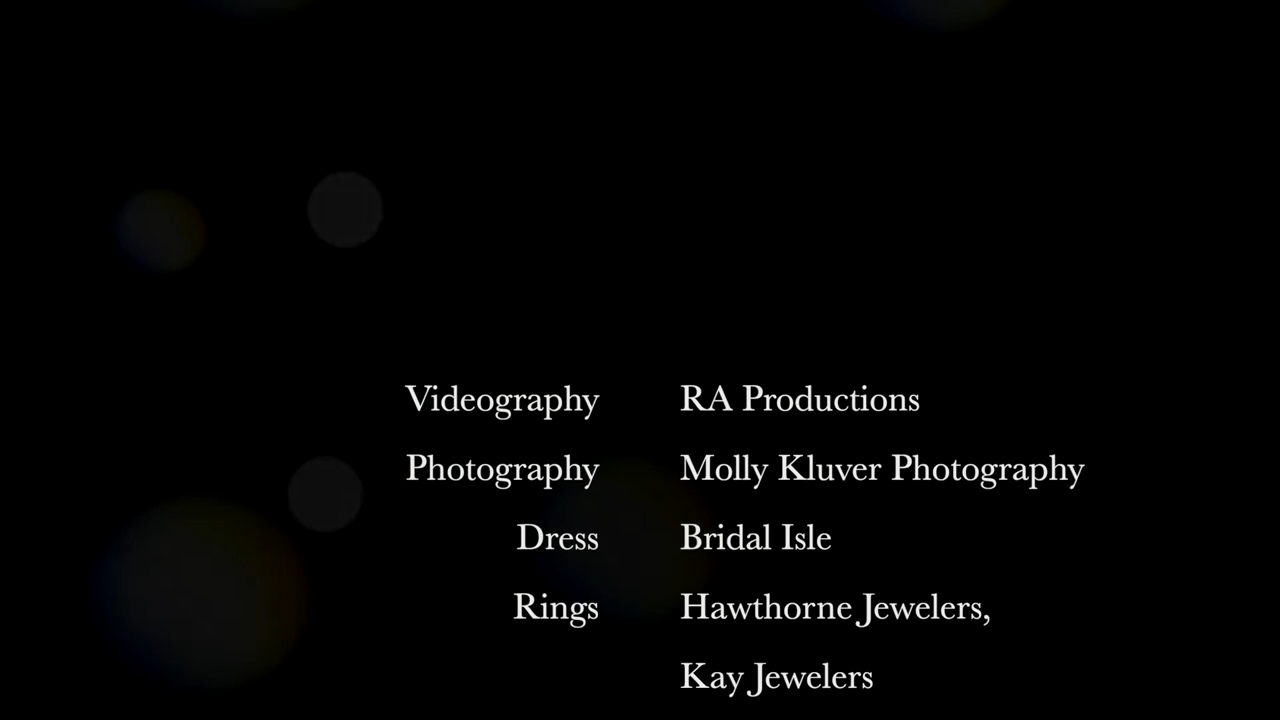 Videography RA Productions
Photography Molly Kluver Photography
Dress Bridal Isle
Rings Hawthorne Jewelers,
Kay Jewelers